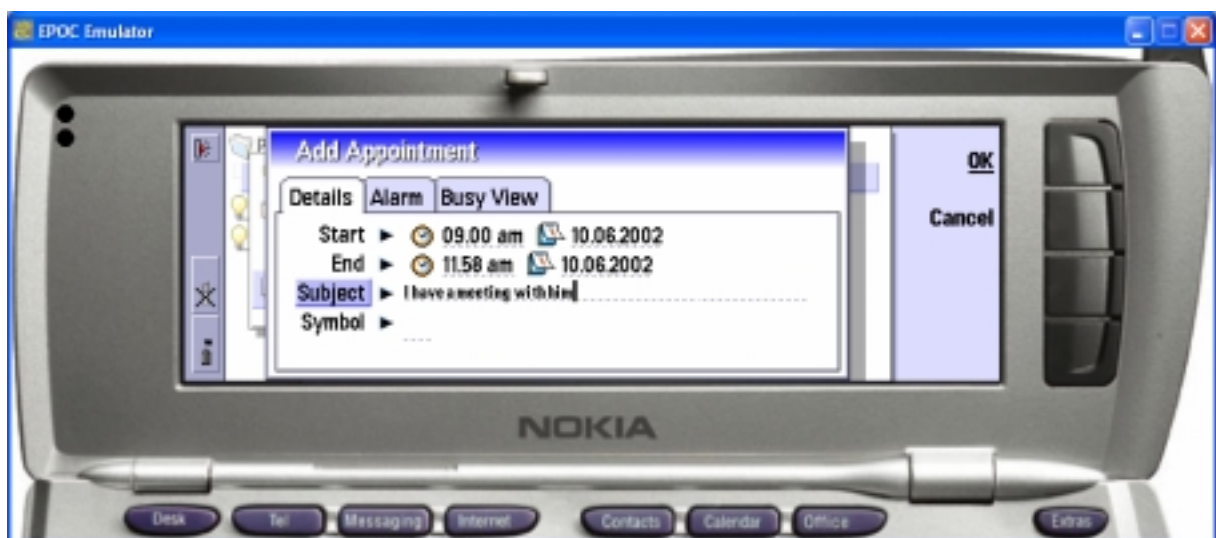 EPOC Emulator
Add Appointment
OK
Details Alarm Busy View
Cancel
Start 09.00 am 10.06.2002
End 11.58 am 10.06.2002
Subject I have a meeting with him
Symbol
NOKIA
Desk Tel Messaging Internet Contacts Calendar Office Extras